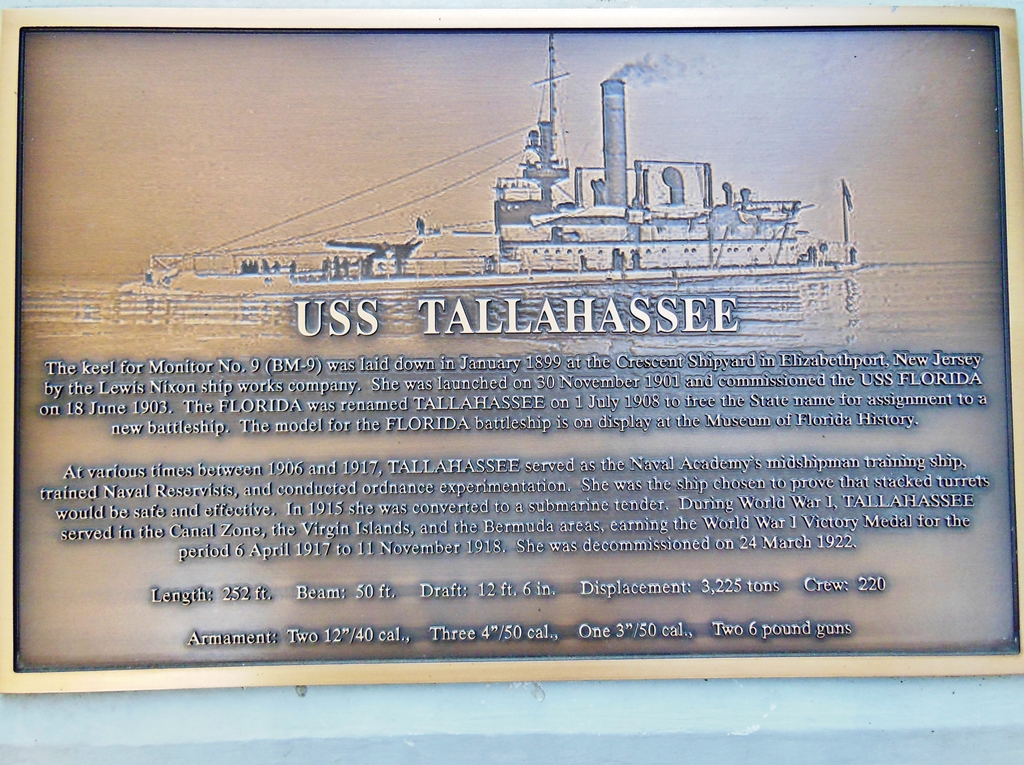 USS TALLAHASSEE
The keel for Monitor No. 9 (BM-9) was laid down in January 1899 at the Crescent Shipyard in Elizabethport, New Jersey
by the Lewis Nixon ship works company. She was launched on 30 November 1901 and commissioned the USS FLORIDA
on 18 June 1903. The FLORIDA was renamed TALLAHASSEE on 1 July 1908 to free the State name for assignment to a
new battleship. The model for the FLORIDA battleship is on display at the Museum of Florida History.
At various times between 1906 and 1917, TALLAHASSEE served as the Naval Academy's midshipman training ship,
trained Naval Reservists, and conducted ordnance experimentation. She was the ship chosen to prove that stacked turrets
would be safe and effective. In 1915 she was converted to a submarine tender. During World War I, TALLAHASSEE
served in the Canal Zone, the Virgin Islands, and the Bermuda areas, earning the World War I Victory Medal for the
period 6 April 1917 to 11 November 1918. She was decommissioned on 24 March 1922.
Length: 252 ft. Beam: 50 ft. Draft: 12 ft. 6 in. Displacement: 3,225 tons Crew: 220
Armament: Two 12"/40 cal., Three 4"/50 cal., One 3"/50 cal., Two 6 pound guns